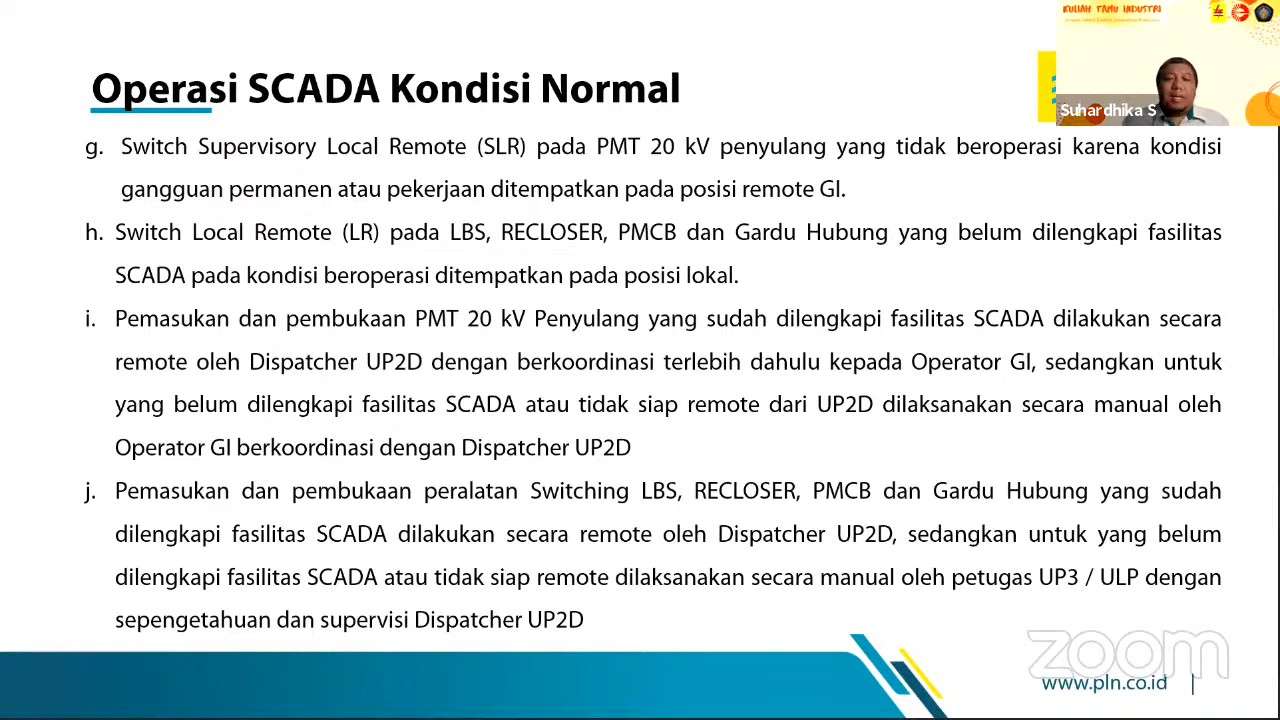 KULIAH TAMU INDUSTRI
Operasi SCADA Kondisi Normal
Suhardhika S
g. Switch Supervisory Local Remote (SLR) pada PMT 20 kV penyulang yang tidak beroperasi karena kondisi
gangguan permanen atau pekerjaan ditempatkan pada posisi remote GI.
h. Switch Local Remote (LR) pada LBS, RECLOSER, PMCB dan Gardu Hubung yang belum dilengkapi fasilitas
SCADA pada kondisi beroperasi ditempatkan pada posisi lokal.
i. Pemasukan dan pembukaan PMT 20 kV Penyulang yang sudah dilengkapi fasilitas SCADA dilakukan secara
remote oleh Dispatcher UP2D dengan berkoordinasi terlebih dahulu kepada Operator GI, sedangkan untuk
yang belum dilengkapi fasilitas SCADA atau tidak siap remote dari UP2D dilaksanakan secara manual oleh
Operator GI berkoordinasi dengan Dispatcher UP2D
j. Pemasukan dan pembukaan peralatan Switching LBS, RECLOSER, PMCB dan Gardu Hubung yang sudah
dilengkapi fasilitas SCADA dilakukan secara remote oleh Dispatcher UP2D, sedangkan untuk yang belum
dilengkapi fasilitas SCADA atau tidak siap remote dilaksanakan secara manual oleh petugas UP3 / ULP dengan
sepengetahuan dan supervisi Dispatcher UP2D
zoom
www.pln.co.id |